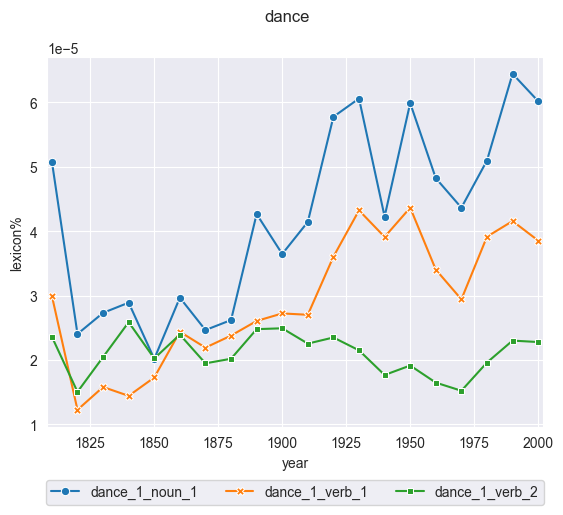 dance
1e−5
6
5
4
3
2
1
lexicon%
1825 1850 1875 1900 1925 1950 1975 2000
year
dance_1_noun_1 dance_1_verb_1 dance_1_verb_2